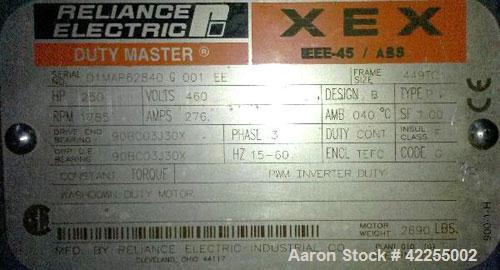 RELIANCE ELECTRIC
DUTY MASTER®
XEX
IEEE-45 / ABS
SERIAL NO. 01MAP62840 G 001 EE FRAME SIZE 449TC
HP 250 VOLTS 460 DESIGN B TYPE P
RPM 1785 AMPS 276. AMB 040°C SF 1.00
DRIVE END BEARING 90BC03J30X PHASE 3 DUTY CONT INSUL CLASS F
OPP D.E. BEARING 90BC03J30X HZ 15-60 ENCL TEFC CODE G
CONSTANT TORQUE PWM INVERTER DUTY
WASHDOWN DUTY MOTOR
MOTOR WEIGHT 2690 LBS.
MFD. BY RELIANCE ELECTRIC INDUSTRIAL CO.
CLEVELAND, OHIO 44117
Aaron Stock # 42255002